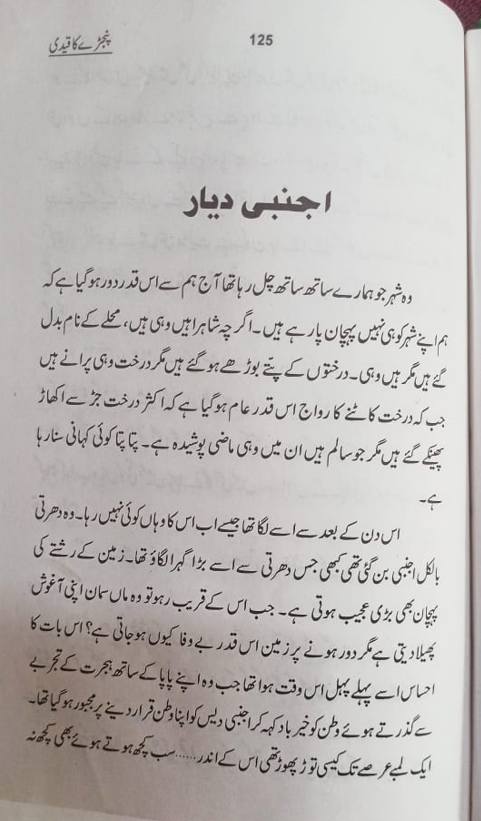 پنجڑے کا قیدی
125
اجنبی دیار
وہ شہر جو ہمارے ساتھ ساتھ چل رہا تھا آج ہم سے اس قدر دور ہو گیا ہے کہ
ہم اپنے شہر کو ہی نہیں پہچان پا رہے ہیں۔ اگر چہ شاہراہیں وہی ہیں، محلے کے نام بدل
گئے ہیں مگر ہیں وہی۔ درختوں کے پتے بوڑھے ہو گئے ہیں مگر درخت وہی پرانے ہیں
جب کہ درخت کاٹنے کا رواج اس قدر عام ہو گیا ہے کہ اکثر درخت جڑ سے اکھاڑ
پھینکے گئے ہیں مگر جو سالم ہیں ان میں وہی ماضی پوشیدہ ہے۔ پتا پتا کوئی کہانی سنا رہا
ہے۔
اس دن کے بعد سے اسے لگا تھا جیسے اب اس کا وہاں کوئی نہیں رہا۔ وہ دھرتی
بالکل اجنبی بن گئی تھی کبھی جس دھرتی سے اسے بڑا گہرا لگاؤ تھا۔ زمین کے رشتے کی
پہچان بھی بڑی عجیب ہوتی ہے۔ جب اس کے قریب رہو تو وہ ماں سمان اپنی آغوش
پھیلا دیتی ہے مگر دور ہونے پر زمین اس قدر بے وفا کیوں ہو جاتی ہے؟ اس بات کا
احساس اسے پہلے پہل اس وقت ہوا تھا جب وہ اپنے پاپا کے ساتھ ہجرت کے تجربے
سے گذرتے ہوئے وطن کو خیر باد کہہ کر اجنبی دیس کو اپنا وطن قرار دینے پر مجبور ہو گیا تھا۔
ایک لمبے عرصے تک کیسی توڑ پھوڑ تھی اس کے اندر...... سب کچھ ہوتے ہوئے بھی کچھ نہ